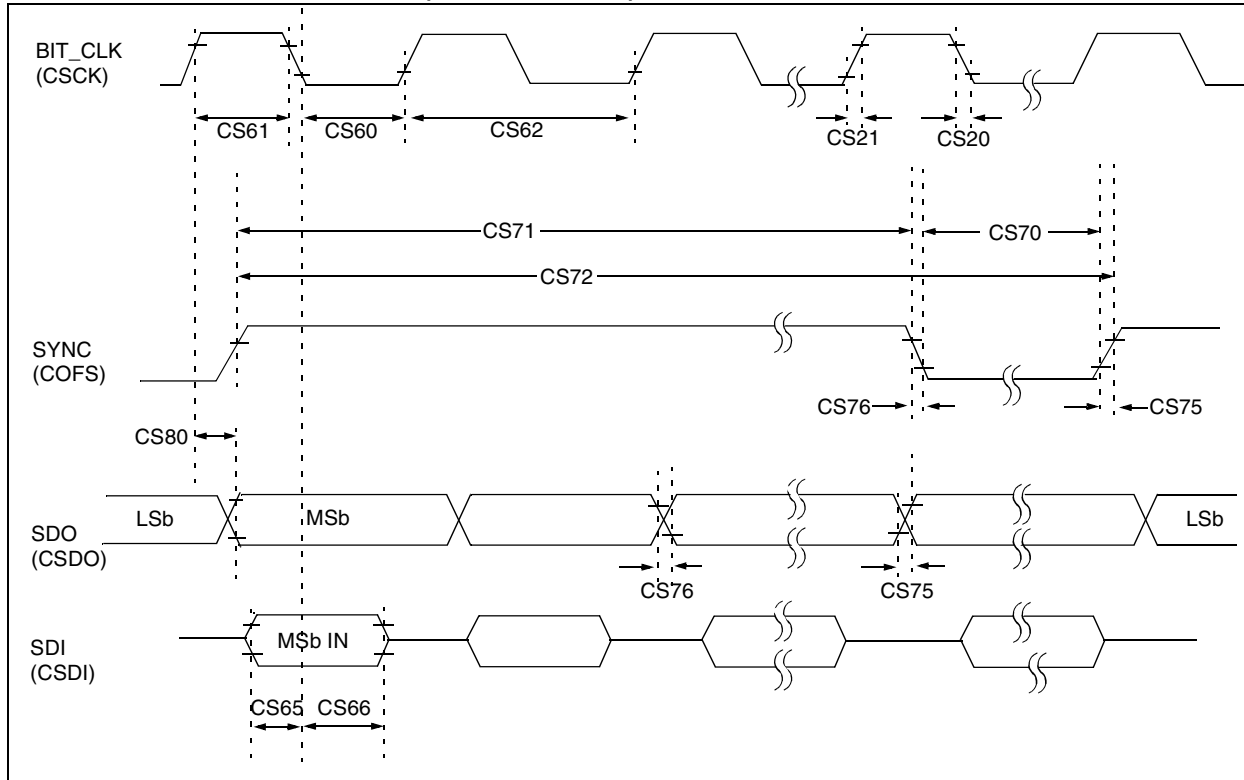 BIT_CLK
(CSCK)
CS61
CS60
CS62
CS21
CS20
CS71
CS70
CS72
SYNC
(COFS)
CS76
CS75
CS80
SDO
(CSDO)
LSb
MSb
LSb
CS76
CS75
SDI
(CSDI)
MSb IN
CS65
CS66